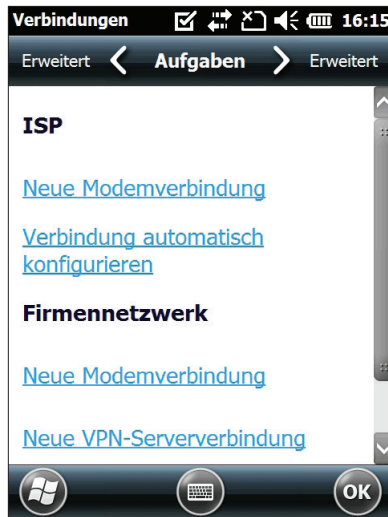 Verbindungen 16:15
Erweitert Aufgaben Erweitert
ISP
Neue Modemverbindung
Verbindung automatisch
konfigurieren
Firmennetzwerk
Neue Modemverbindung
Neue VPN-Serververbindung
OK